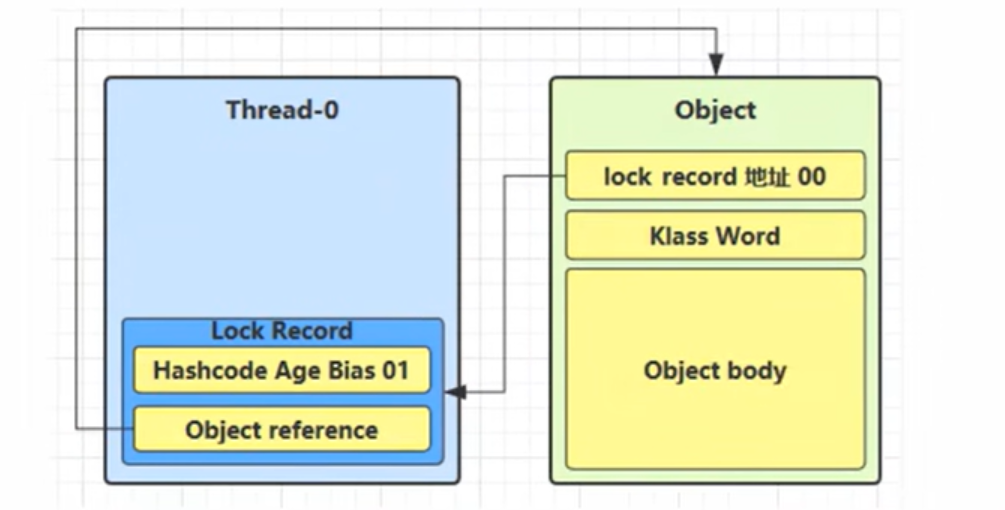 Thread-0
Lock Record
Hashcode Age Bias 01
Object reference
Object
lock record 地址 00
Klass Word
Object body